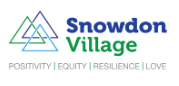 Snowdon
Village
POSITIVITY | EQUITY | RESILIENCE | LOVE